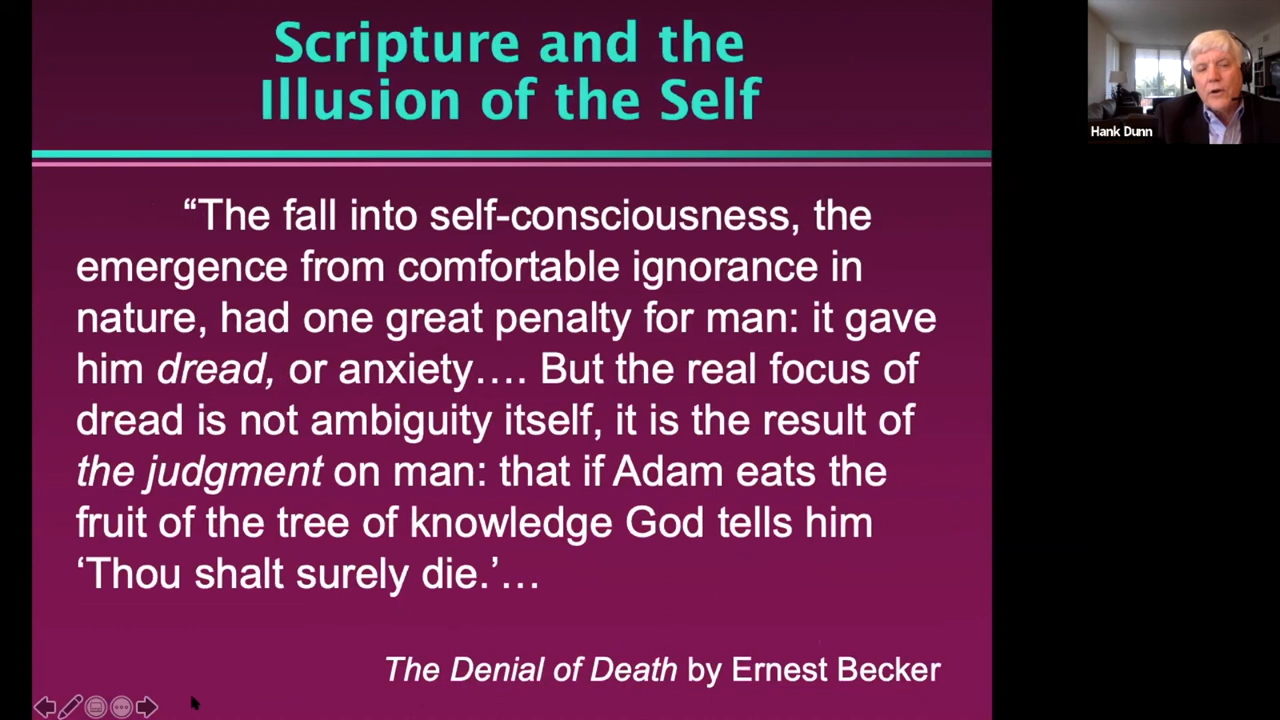 Scripture and the
Illusion of the Self
Hank Dunn
“The fall into self-consciousness, the
emergence from comfortable ignorance in
nature, had one great penalty for man: it gave
him dread, or anxiety…. But the real focus of
dread is not ambiguity itself, it is the result of
the judgment on man: that if Adam eats the
fruit of the tree of knowledge God tells him
‘Thou shalt surely die.’…
The Denial of Death by Ernest Becker